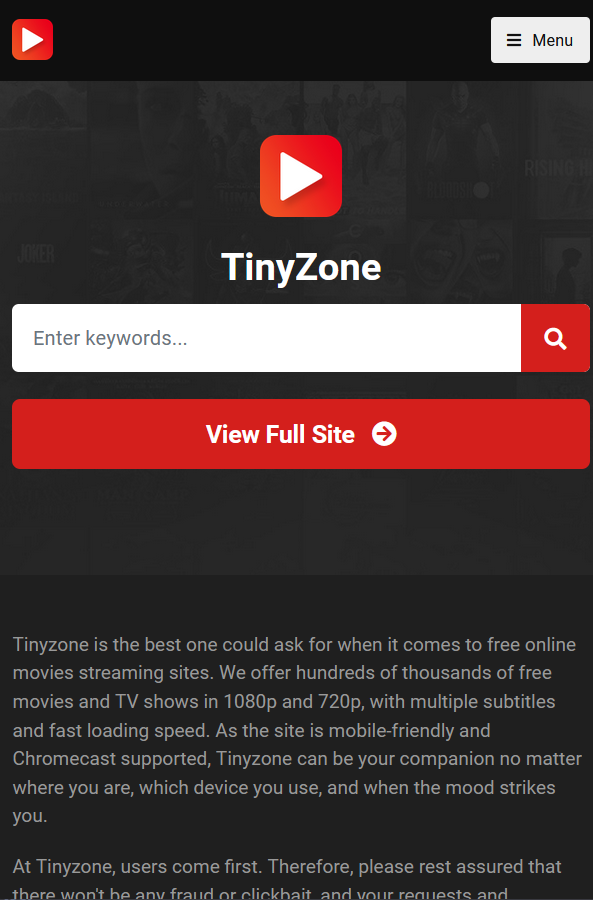 Menu
RISING H
JOKER
TinyZone
Enter keywords...
View Full Site
Tinyzone is the best one could ask for when it comes to free online
movies streaming sites. We offer hundreds of thousands of free
movies and TV shows in 1080p and 720p, with multiple subtitles
and fast loading speed. As the site is mobile-friendly and
Chromecast supported, Tinyzone can be your companion no matter
where you are, which device you use, and when the mood strikes
you.
At Tinyzone, users come first. Therefore, please rest assured that
there won't be any fraud or clickbait, and your requests and